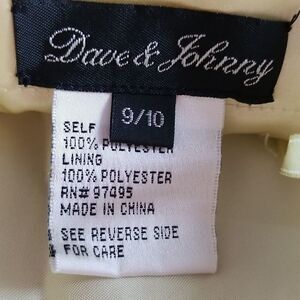 Dave & Johnny
9/10
SELF
100% POLYESTER
LINING
100% POLYESTER
RN# 97495
MADE IN CHINA
SEE REVERSE SIDE
FOR CARE